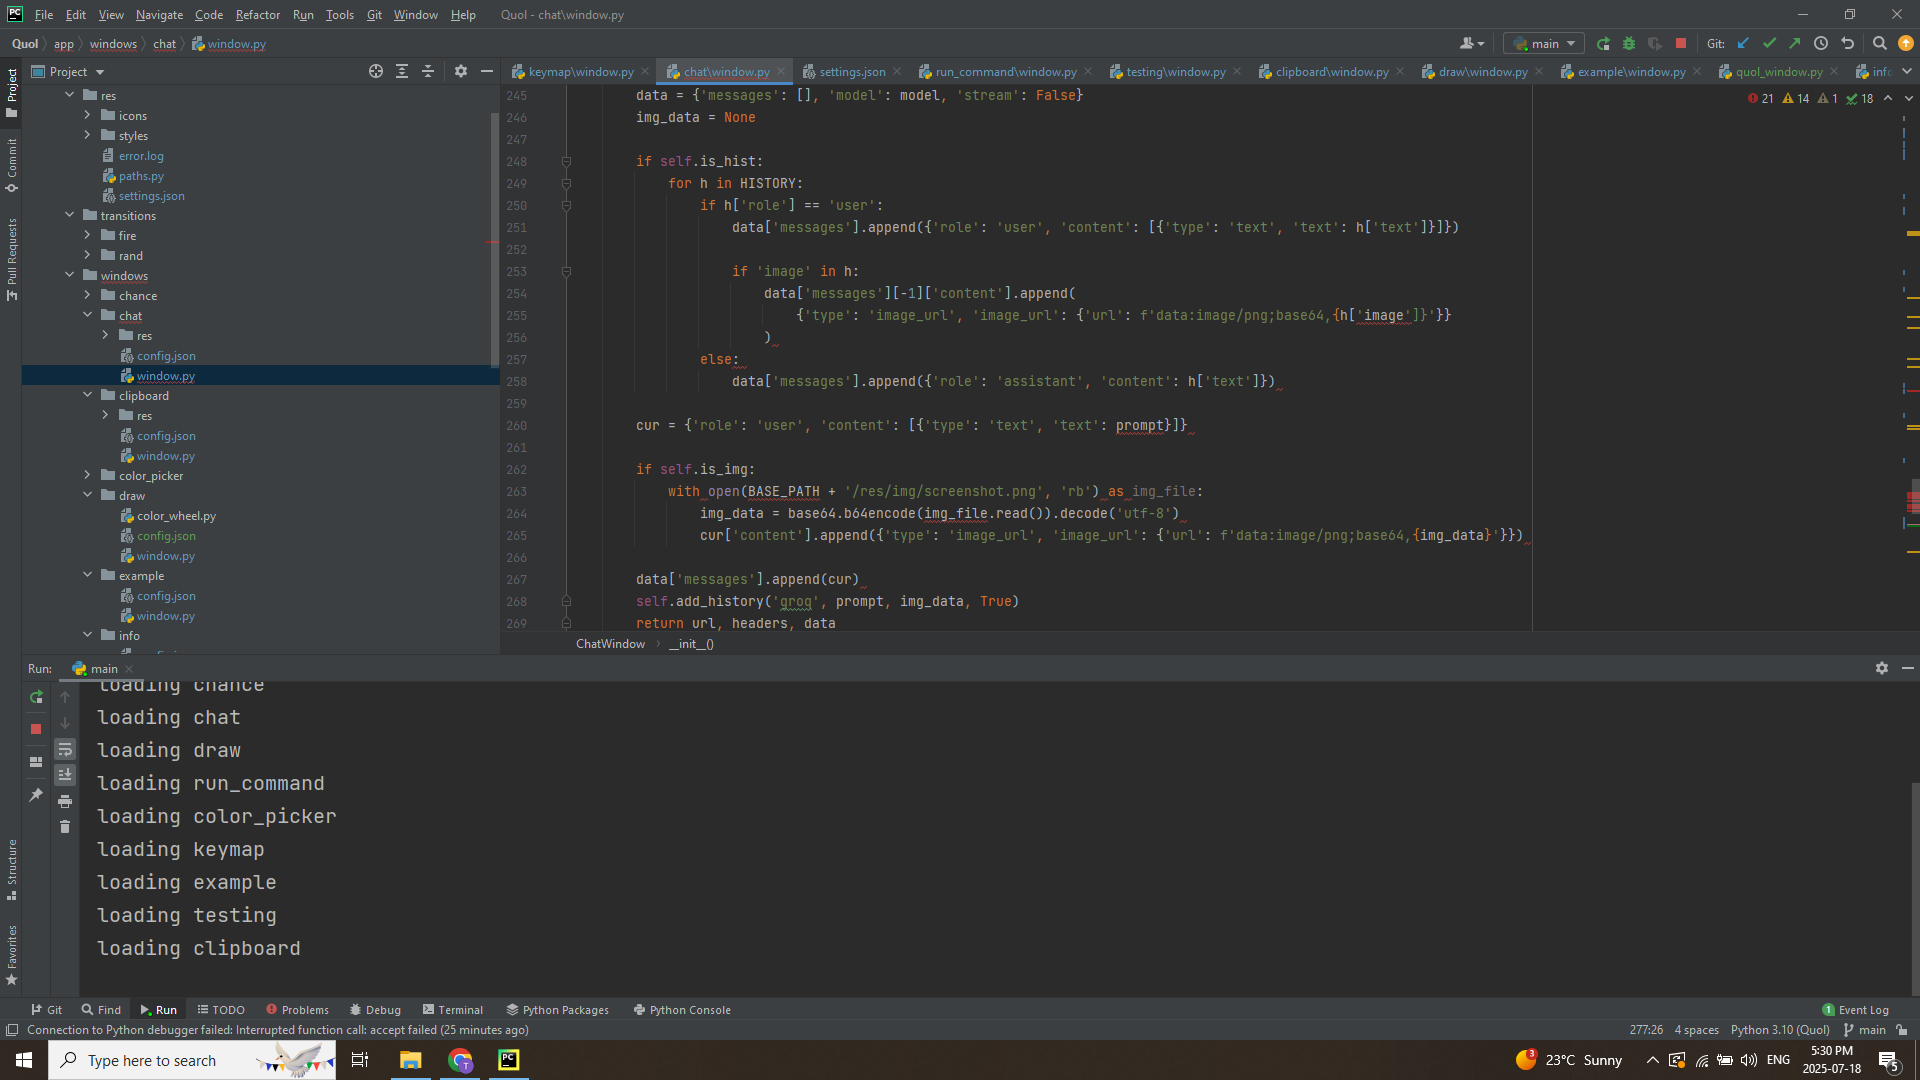 PC File Edit View Navigate Code Refactor Run Tools Git Window Help Quol - chat\window.py
Quol app windows chat window.py main Git:
Project
keymap\window.py chat\window.py settings.json run_command\window.py testing\window.py clipboard\window.py draw\window.py example\window.py quol_window.py
21 14 1 18
Project
Commit
Pull Requests
Structure
Favorites
res
icons
styles
error.log
paths.py
settings.json
transitions
fire
rand
windows
chance
chat
res
config.json
window.py
clipboard
res
config.json
window.py
color_picker
draw
color_wheel.py
config.json
window.py
example
config.json
window.py
info
245 data = {'messages': [], 'model': model, 'stream': False}
246 img_data = None
247
248 if self.is_hist:
249 for h in HISTORY:
250 if h['role'] == 'user':
251 data['messages'].append({'role': 'user', 'content': [{'type': 'text', 'text': h['text']}]})
252
253 if 'image' in h:
254 data['messages'][-1]['content'].append(
255 {'type': 'image_url', 'image_url': {'url': f'data:image/png;base64,{h['image']}'}}
256 )
257 else:
258 data['messages'].append({'role': 'assistant', 'content': h['text']})
259
260 cur = {'role': 'user', 'content': [{'type': 'text', 'text': prompt}]}
261
262 if self.is_img:
263 with open(BASE_PATH + '/res/img/screenshot.png', 'rb') as img_file:
264 img_data = base64.b64encode(img_file.read()).decode('utf-8')
265 cur['content'].append({'type': 'image_url', 'image_url': {'url': f'data:image/png;base64,{img_data}'}})
266
267 data['messages'].append(cur)
268 self.add_history('groq', prompt, img_data, True)
269 return url, headers, data
ChatWindow __init__()
Run: main
loading chance
loading chat
loading draw
loading run_command
loading color_picker
loading keymap
loading example
loading testing
loading clipboard
Git Find Run TODO Problems Debug Terminal Python Packages Python Console 1 Event Log
Connection to Python debugger failed: Interrupted function call: accept failed (25 minutes ago) 277:26 4 spaces Python 3.10 (Quol) main
Type here to search T PC 3 23°C Sunny ENG 5:30 PM
2025-07-18 5